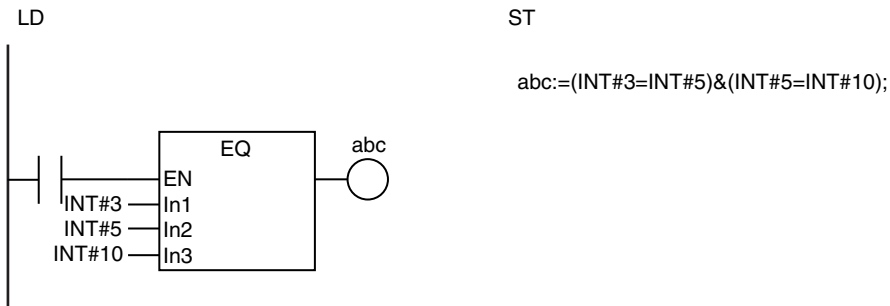 LD
ST
abc:=(INT#3=INT#5)&(INT#5=INT#10);
EQ
abc
EN
INT#3 In1
INT#5 In2
INT#10 In3